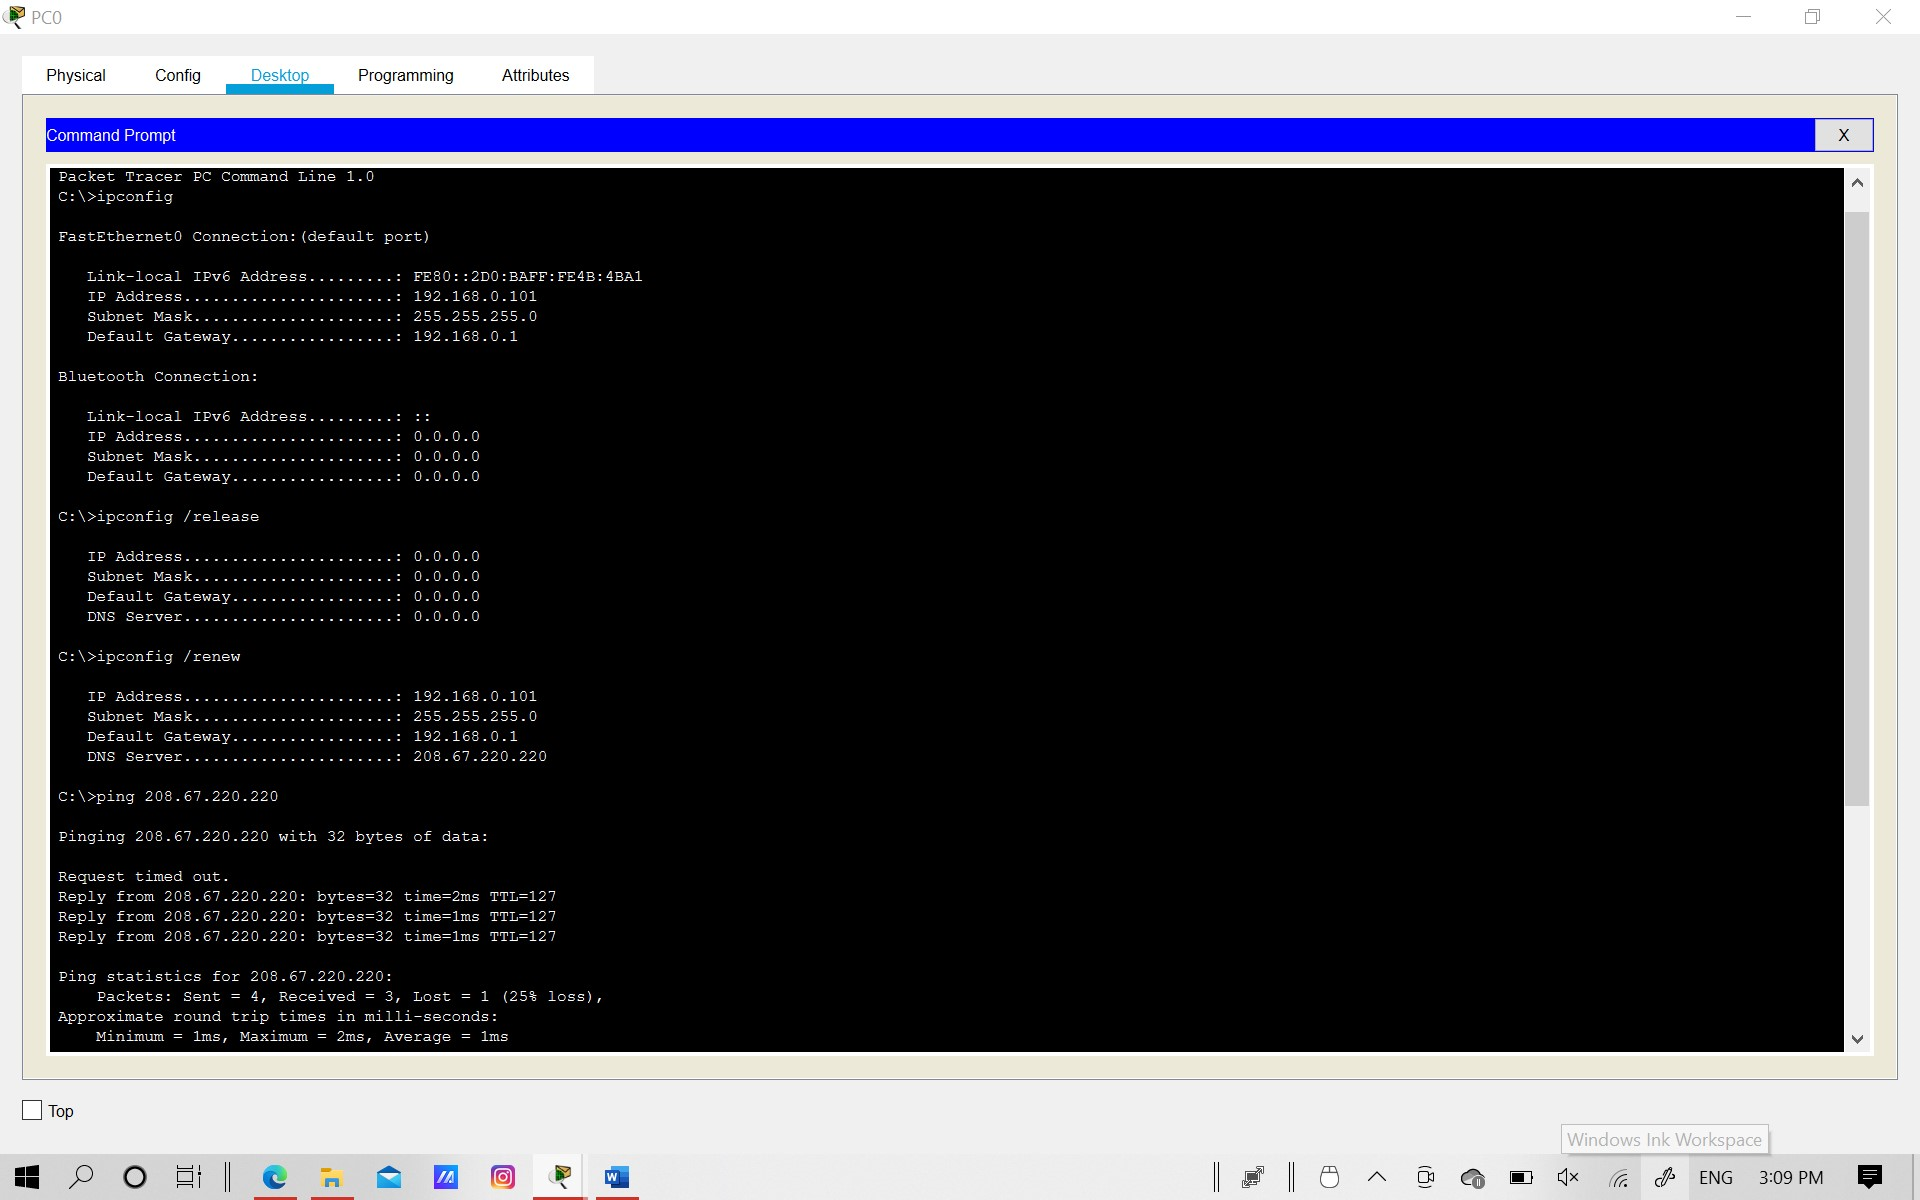 PC0
Physical Config Desktop Programming Attributes
Command Prompt X
Packet Tracer PC Command Line 1.0
C:\>ipconfig
FastEthernet0 Connection:(default port)
Link-local IPv6 Address.........: FE80::2D0:BAFF:FE4B:4BA1
IP Address......................: 192.168.0.101
Subnet Mask.....................: 255.255.255.0
Default Gateway.................: 192.168.0.1
Bluetooth Connection:
Link-local IPv6 Address.........: ::
IP Address......................: 0.0.0.0
Subnet Mask.....................: 0.0.0.0
Default Gateway.................: 0.0.0.0
C:\>ipconfig /release
IP Address......................: 0.0.0.0
Subnet Mask.....................: 0.0.0.0
Default Gateway.................: 0.0.0.0
DNS Server......................: 0.0.0.0
C:\>ipconfig /renew
IP Address......................: 192.168.0.101
Subnet Mask.....................: 255.255.255.0
Default Gateway.................: 192.168.0.1
DNS Server......................: 208.67.220.220
C:\>ping 208.67.220.220
Pinging 208.67.220.220 with 32 bytes of data:
Request timed out.
Reply from 208.67.220.220: bytes=32 time=2ms TTL=127
Reply from 208.67.220.220: bytes=32 time=1ms TTL=127
Reply from 208.67.220.220: bytes=32 time=1ms TTL=127
Ping statistics for 208.67.220.220:
Packets: Sent = 4, Received = 3, Lost = 1 (25% loss),
Approximate round trip times in milli-seconds:
Minimum = 1ms, Maximum = 2ms, Average = 1ms
Top
Windows Ink Workspace
ENG 3:09 PM